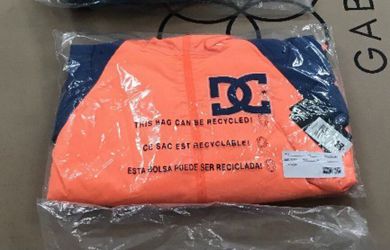 GAB
DC
THIS BAG CAN BE RECYCLED!
CE SAC EST RECYCLABLE!
ESTA BOLSA PUEDE SER RECICLADA!